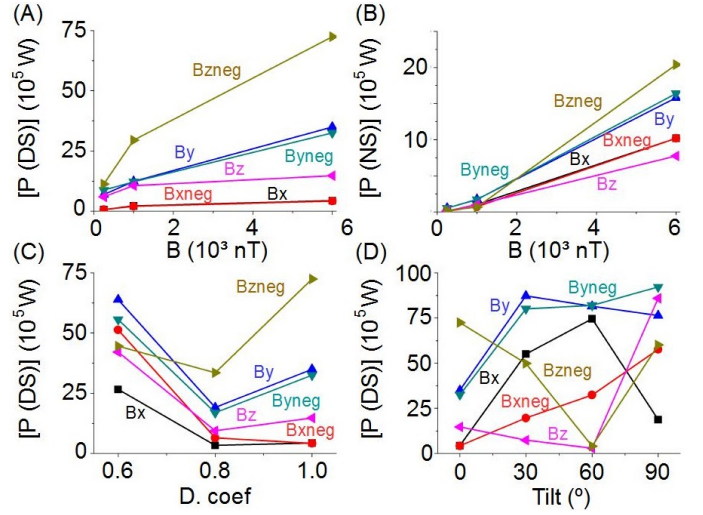 (A)
75
50
25
0
[P (DS)] (10⁵ W)
Bzneg
By
Byneg
Bz
Bxneg
Bx
0
2
4
6
B (10³ nT)
(B)
20
10
[P (NS)] (10⁵ W)
Bzneg
By
Bxneg
Byneg
Bx
Bz
2
4
6
B (10³ nT)
(C)
75
50
25
0
[P (DS)] (10⁵W)
Bzneg
By
Byneg
Bx
Bz
Bxneg
0.6
0.8
1.0
D. coef
(D)
100
75
50
25
0
[P (DS)] (10⁵W)
By
Byneg
Bx
Bzneg
Bxneg
Bz
0
30
60
90
Tilt (º)